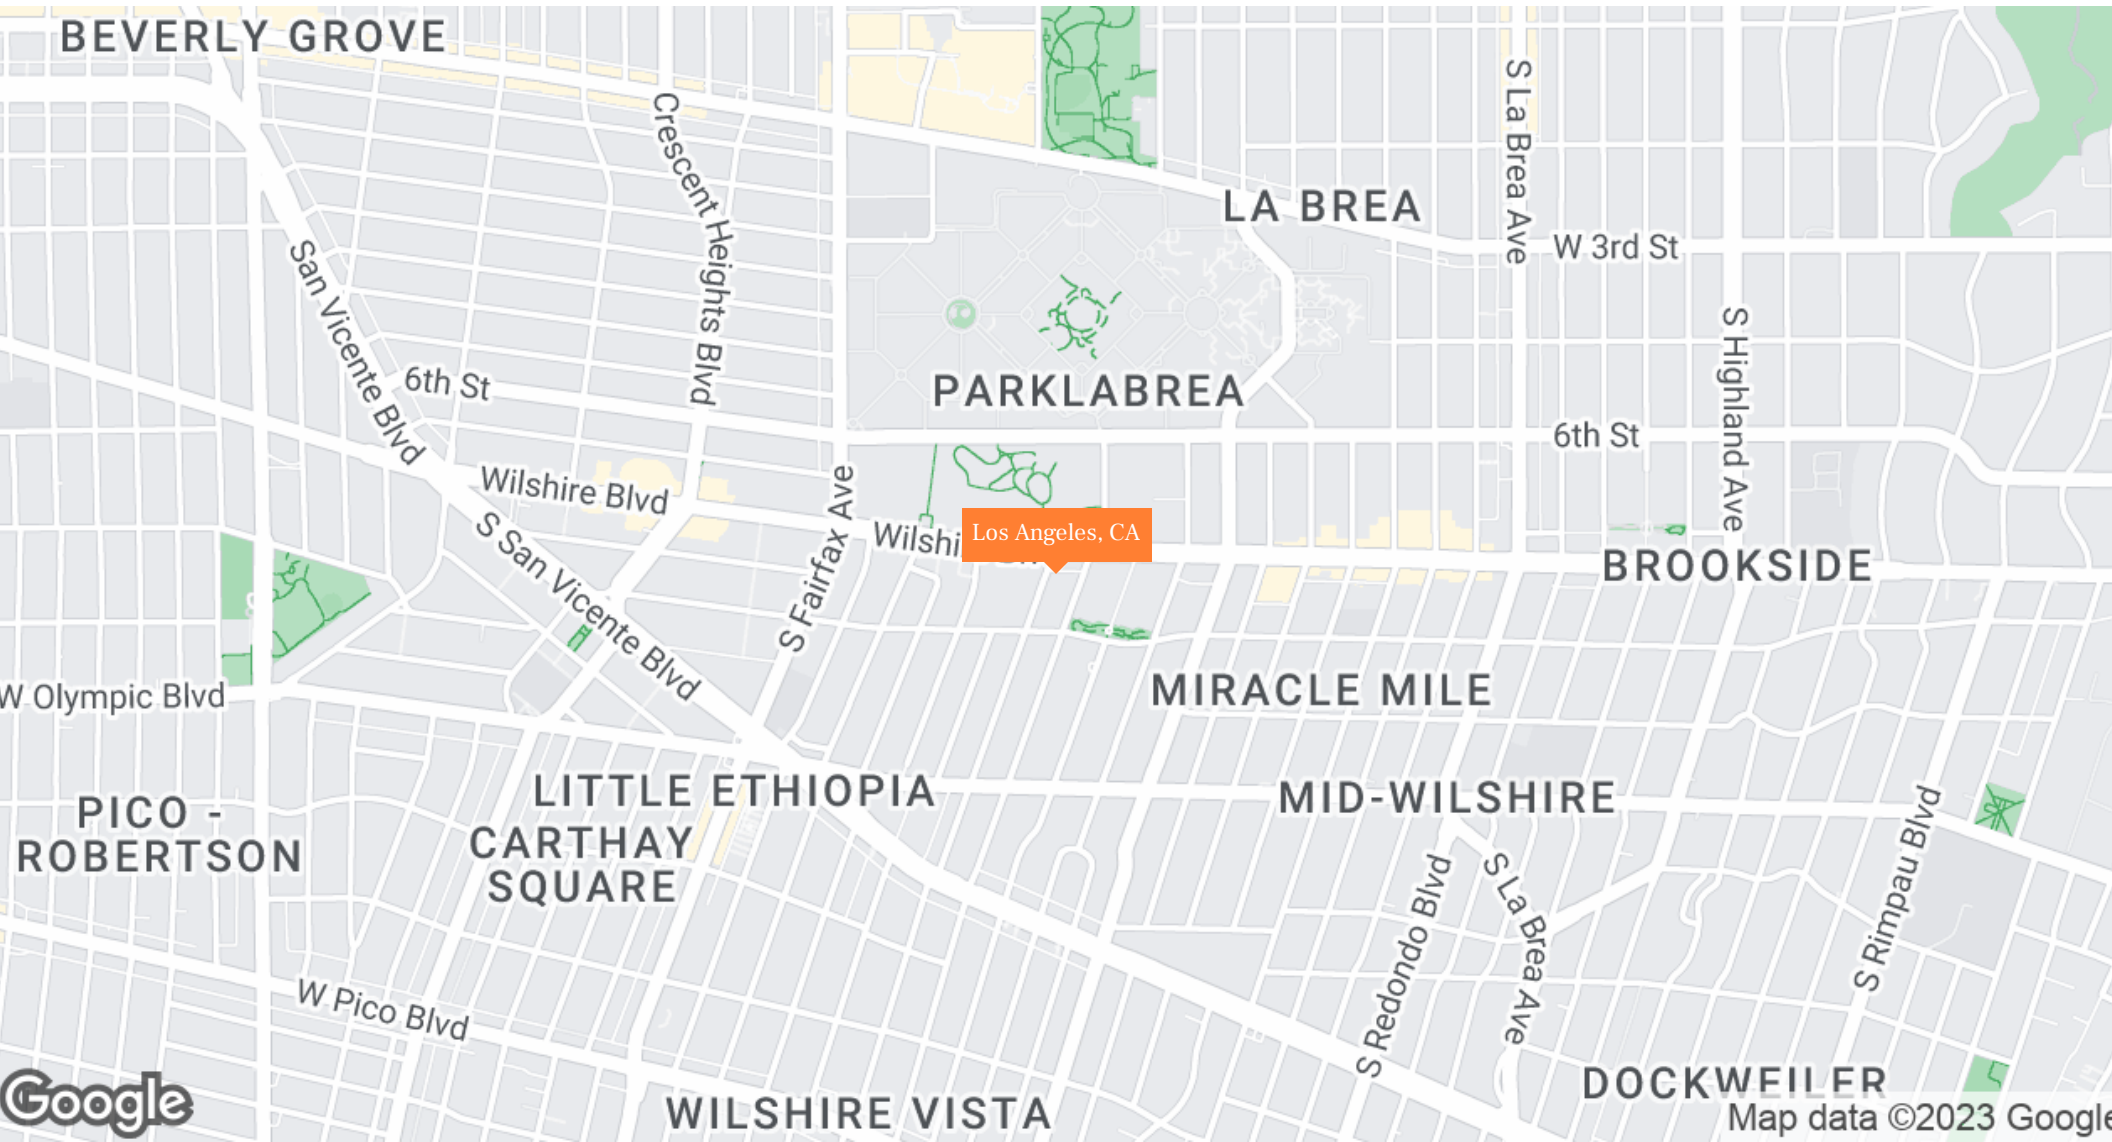 BEVERLY GROVE
Crescent Heights Blvd
S La Brea Ave
LA BREA
W 3rd St
San Vicente Blvd
S Highland Ave
6th St
PARKLABREA
6th St
Wilshire Blvd
S Fairfax Ave
Wilshi
Los Angeles, CA
S San Vicente Blvd
BROOKSIDE
W Olympic Blvd
MIRACLE MILE
LITTLE ETHIOPIA
MID-WILSHIRE
PICO -
ROBERTSON
CARTHAY
SQUARE
S Rimpau Blvd
S Redondo Blvd
S La Brea Ave
W Pico Blvd
DOCKWEILER
WILSHIRE VISTA
Google
Map data ©2023 Google